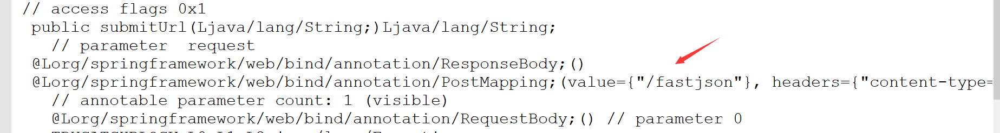 // access flags 0x1
public submitUrl(Ljava/lang/String;)Ljava/lang/String;
// parameter  request
@Lorg/springframework/web/bind/annotation/ResponseBody;()
@Lorg/springframework/web/bind/annotation/PostMapping;(value={"/fastjson"}, headers={"content-type=
// annotable parameter count: 1 (visible)
@Lorg/springframework/web/bind/annotation/RequestBody;() // parameter 0